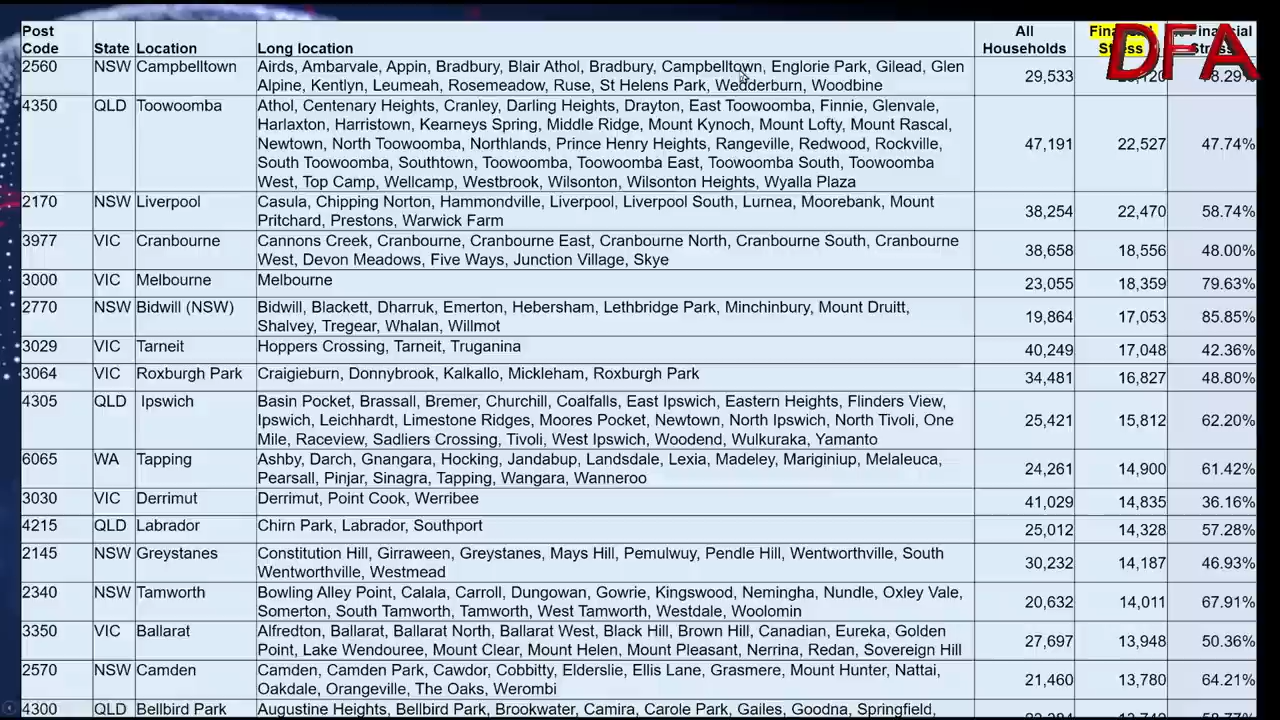 Post Code State Location Long location All Households Financial Stress Financial Stress
DFA
2560 NSW Campbelltown Airds, Ambarvale, Appin, Bradbury, Blair Athol, Bradbury, Campbelltown, Englorie Park, Gilead, Glen
Alpine, Kentlyn, Leumeah, Rosemeadow, Ruse, St Helens Park, Wedderburn, Woodbine 29,533
4350 QLD Toowoomba Athol, Centenary Heights, Cranley, Darling Heights, Drayton, East Toowoomba, Finnie, Glenvale,
Harlaxton, Harristown, Kearneys Spring, Middle Ridge, Mount Kynoch, Mount Lofty, Mount Rascal,
Newtown, North Toowoomba, Northlands, Prince Henry Heights, Rangeville, Redwood, Rockville, 47,191 22,527 47.74%
South Toowoomba, Southtown, Toowoomba, Toowoomba East, Toowoomba South, Toowoomba
West, Top Camp, Wellcamp, Westbrook, Wilsonton, Wilsonton Heights, Wyalla Plaza
2170 NSW Liverpool Casula, Chipping Norton, Hammondville, Liverpool, Liverpool South, Lurnea, Moorebank, Mount
Pritchard, Prestons, Warwick Farm 38,254 22,470 58.74%
3977 VIC Cranbourne Cannons Creek, Cranbourne, Cranbourne East, Cranbourne North, Cranbourne South, Cranbourne
West, Devon Meadows, Five Ways, Junction Village, Skye 38,658 18,556 48.00%
3000 VIC Melbourne Melbourne 23,055 18,359 79.63%
2770 NSW Bidwill (NSW) Bidwill, Blackett, Dharruk, Emerton, Hebersham, Lethbridge Park, Minchinbury, Mount Druitt,
Shalvey, Tregear, Whalan, Willmot 19,864 17,053 85.85%
3029 VIC Tarneit Hoppers Crossing, Tarneit, Truganina 40,249 17,048 42.36%
3064 VIC Roxburgh Park Craigieburn, Donnybrook, Kalkallo, Mickleham, Roxburgh Park 34,481 16,827 48.80%
4305 QLD Ipswich Basin Pocket, Brassall, Bremer, Churchill, Coalfalls, East Ipswich, Eastern Heights, Flinders View,
Ipswich, Leichhardt, Limestone Ridges, Moores Pocket, Newtown, North Ipswich, North Tivoli, One 25,421 15,812 62.20%
Mile, Raceview, Sadliers Crossing, Tivoli, West Ipswich, Woodend, Wulkuraka, Yamanto
6065 WA Tapping Ashby, Darch, Gnangara, Hocking, Jandabup, Landsdale, Lexia, Madeley, Mariginiup, Melaleuca,
Pearsall, Pinjar, Sinagra, Tapping, Wangara, Wanneroo 24,261 14,900 61.42%
3030 VIC Derrimut Derrimut, Point Cook, Werribee 41,029 14,835 36.16%
4215 QLD Labrador Chirn Park, Labrador, Southport 25,012 14,328 57.28%
2145 NSW Greystanes Constitution Hill, Girraween, Greystanes, Mays Hill, Pemulwuy, Pendle Hill, Wentworthville, South
Wentworthville, Westmead 30,232 14,187 46.93%
2340 NSW Tamworth Bowling Alley Point, Calala, Carroll, Dungowan, Gowrie, Kingswood, Nemingha, Nundle, Oxley Vale,
Somerton, South Tamworth, Tamworth, West Tamworth, Westdale, Woolomin 20,632 14,011 67.91%
3350 VIC Ballarat Alfredton, Ballarat, Ballarat North, Ballarat West, Black Hill, Brown Hill, Canadian, Eureka, Golden
Point, Lake Wendouree, Mount Clear, Mount Helen, Mount Pleasant, Nerrina, Redan, Sovereign Hill 27,697 13,948 50.36%
2570 NSW Camden Camden, Camden Park, Cawdor, Cobbitty, Elderslie, Ellis Lane, Grasmere, Mount Hunter, Nattai,
Oakdale, Orangeville, The Oaks, Werombi 21,460 13,780 64.21%
4300 QLD Bellbird Park Augustine Heights, Bellbird Park, Brookwater, Camira, Carole Park, Gailes, Goodna, Springfield,